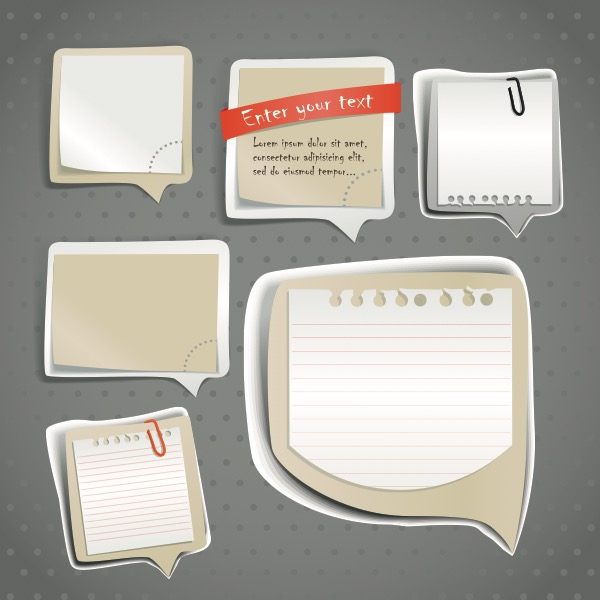 Enter your text
Lorem ipsum dolor sit amet,
consectetur adipisicing elit,
sed do eiusmod tempor...